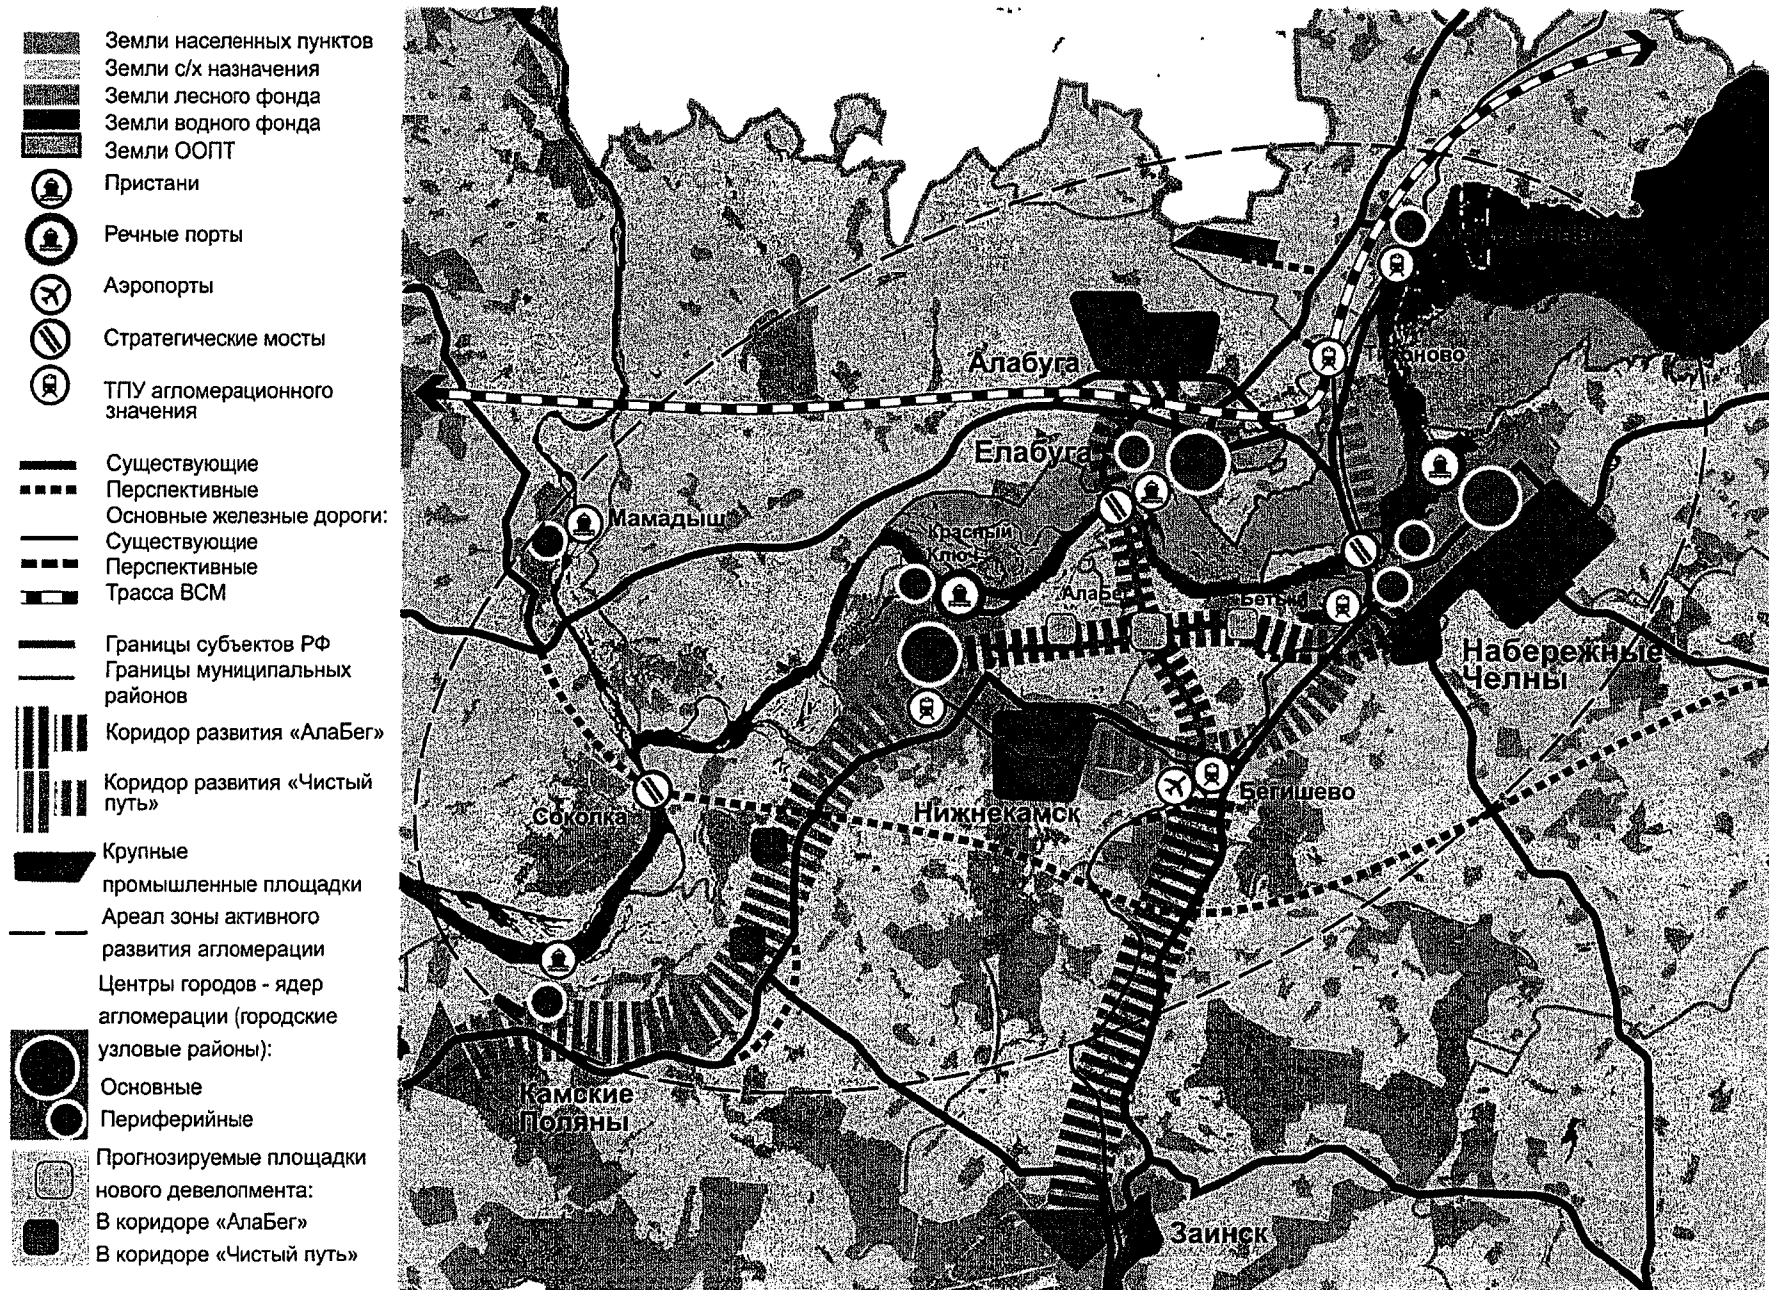 Земли населенных пунктов
Земли с/х назначения
Земли лесного фонда
Земли водного фонда
Земли ООПТ
Пристани
Речные порты
Аэропорты
Стратегические мосты
ТПУ агломерационного
значения
Существующие
Перспективные
Основные железные дороги:
Существующие
Перспективные
Трасса ВСМ
Границы субъектов РФ
Границы муниципальных
районов
Коридор развития «АлаБег»
Коридор развития «Чистый
путь»
Крупные
промышленные площадки
Ареал зоны активного
развития агломерации
Центры городов - ядер
агломерации (городские
узловые районы):
Основные
Периферийные
Прогнозируемые площадки
нового девелопмента:
В коридоре «АлаБег»
В коридоре «Чистый путь»
Алабуга
Елабуга
Мамадыш
Красный
Ключ
АлаБег
Набережные
Челны
Соколка
Нижнекамск
Бегишево
Камские
Поляны
Заинск